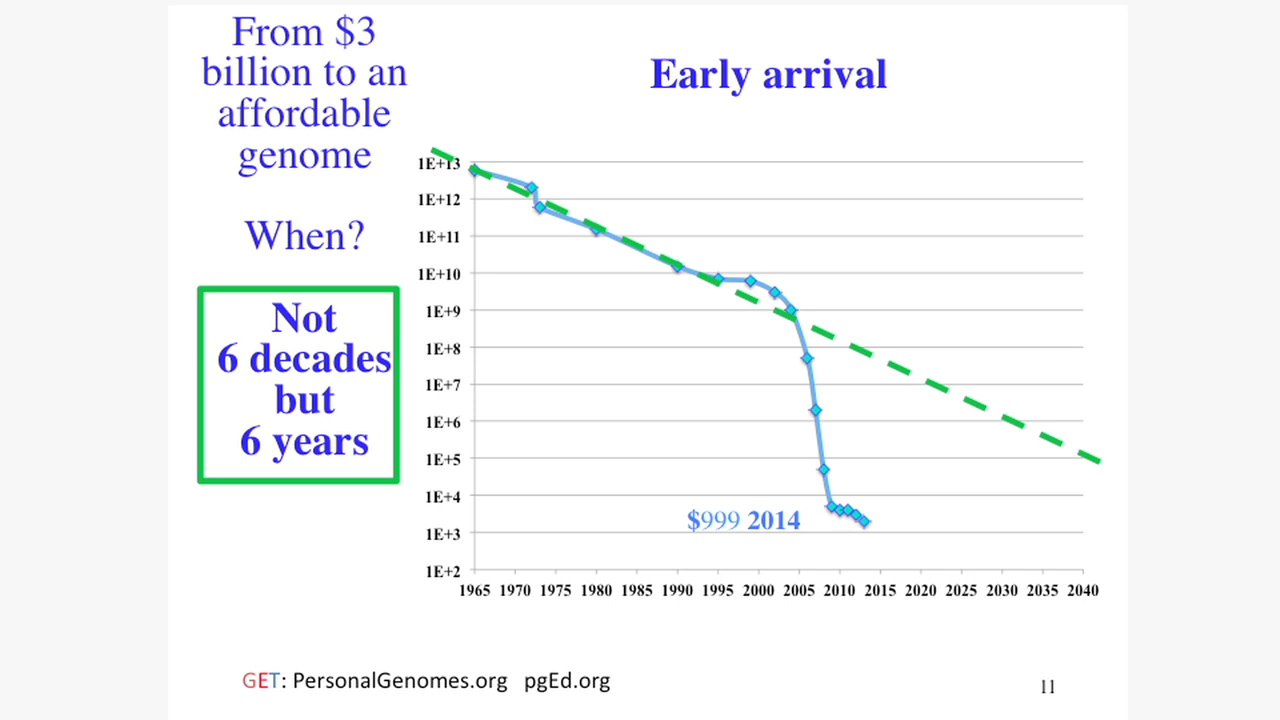 From $3
billion to an
affordable
genome
When?
Not
6 decades
but
6 years
Early arrival
1E+13
1E+12
1E+11
1E+10
1E+9
1E+8
1E+7
1E+6
1E+5
1E+4
1E+3
1E+2
$999 2014
1965 1970 1975 1980 1985 1990 1995 2000 2005 2010 2015 2020 2025 2030 2035 2040
GET: PersonalGenomes.org pgEd.org
11